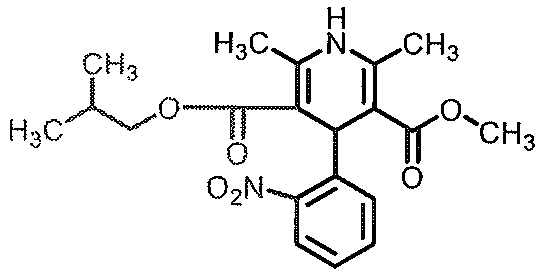 H
H₃C N CH₃
CH₃
O O
H₃C CH₃
O O
O₂N